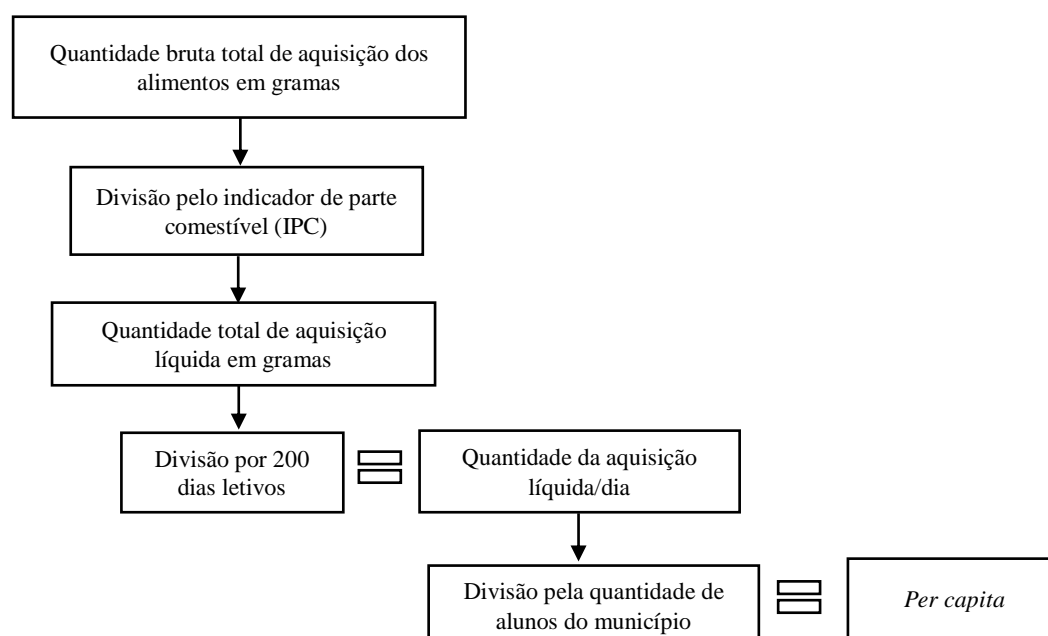 Quantidade bruta total de aquisição dos
alimentos em gramas
Divisão pelo indicador de parte
comestível (IPC)
Quantidade total de aquisição
líquida em gramas
Divisão por 200
dias letivos
Quantidade da aquisição
líquida/dia
Divisão pela quantidade de
alunos do município
Per capita